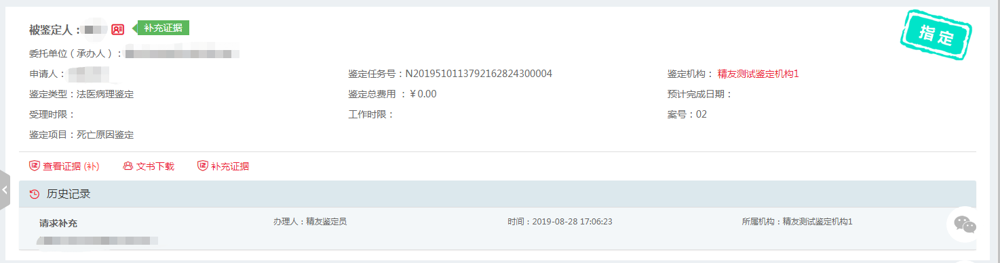 被鉴定人： 补充证据
指定
委托单位（承办人）：
申请人： 鉴定任务号：N2019510113792162824300004 鉴定机构： 精友测试鉴定机构1
鉴定类型：法医病理鉴定 鉴定总费用 ：￥0.00 预计完成日期：
受理时限： 工作时限： 案号：02
鉴定项目：死亡原因鉴定
证 查看证据 (补) 文书下载 证 补充证据
历史记录
请求补充 办理人：精友鉴定员 时间：2019-08-28 17:06:23 所属机构：精友测试鉴定机构1